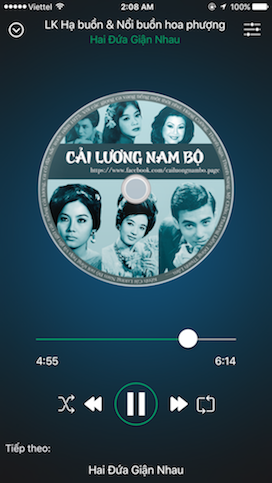 Viettel 2:08 AM 100%
LK Hạ buồn & Nổi buồn hoa phượng
Hai Đứa Giận Nhau
CẢI LƯƠNG NAM BỘ
https://www.facebook.com/cailuongnambo.page
4:55 6:14
Tiếp theo:
Hai Đứa Giận Nhau